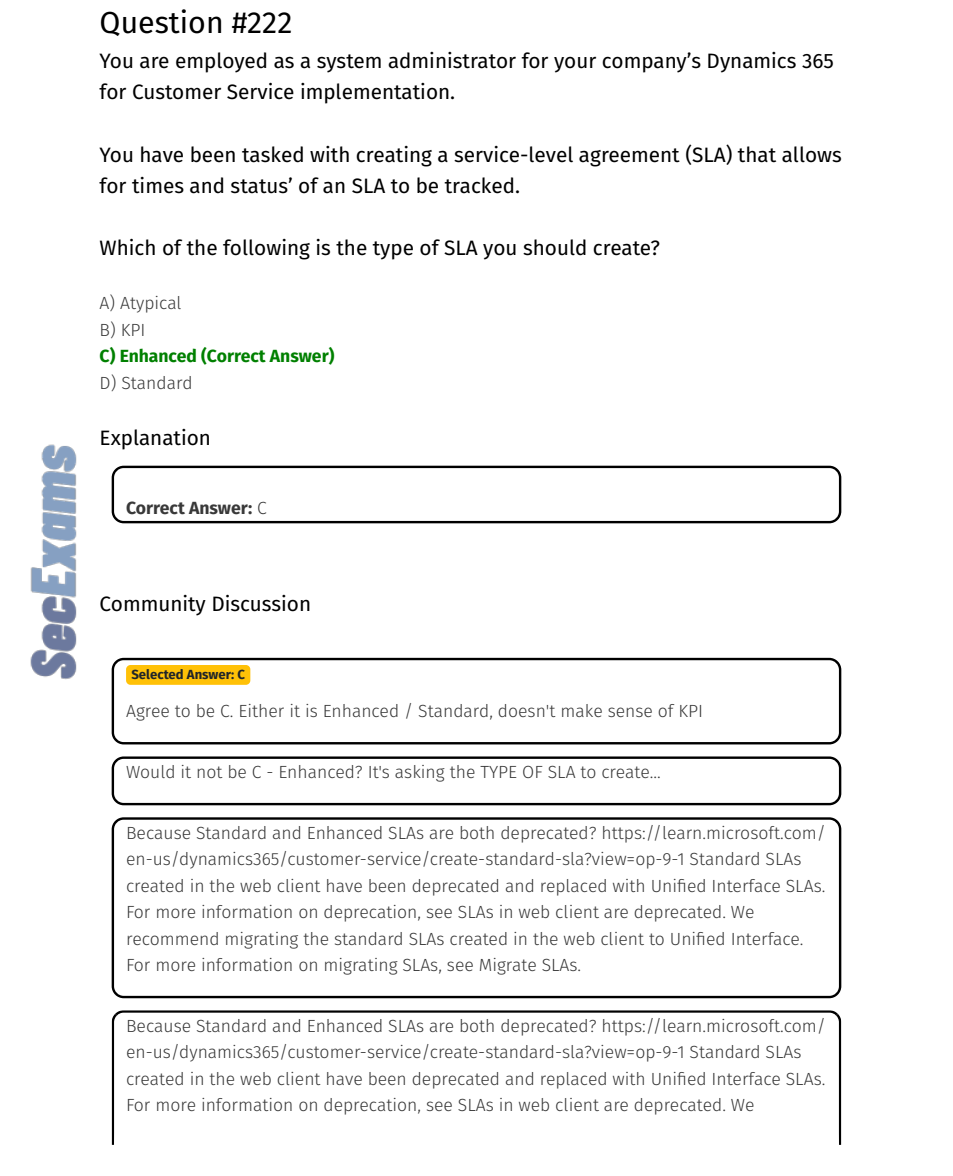 Question #222
You are employed as a system administrator for your company’s Dynamics 365
for Customer Service implementation.
You have been tasked with creating a service-level agreement (SLA) that allows
for times and status’ of an SLA to be tracked.
Which of the following is the type of SLA you should create?
A) Atypical
B) KPI
C) Enhanced (Correct Answer)
D) Standard
Explanation
Correct Answer: C
SecExams
Community Discussion
Selected Answer: C
Agree to be C. Either it is Enhanced / Standard, doesn't make sense of KPI
Would it not be C - Enhanced? It's asking the TYPE OF SLA to create...
Because Standard and Enhanced SLAs are both deprecated? https://learn.microsoft.com/
en-us/dynamics365/customer-service/create-standard-sla?view=op-9-1 Standard SLAs
created in the web client have been deprecated and replaced with Unified Interface SLAs.
For more information on deprecation, see SLAs in web client are deprecated. We
recommend migrating the standard SLAs created in the web client to Unified Interface.
For more information on migrating SLAs, see Migrate SLAs.
Because Standard and Enhanced SLAs are both deprecated? https://learn.microsoft.com/
en-us/dynamics365/customer-service/create-standard-sla?view=op-9-1 Standard SLAs
created in the web client have been deprecated and replaced with Unified Interface SLAs.
For more information on deprecation, see SLAs in web client are deprecated. We